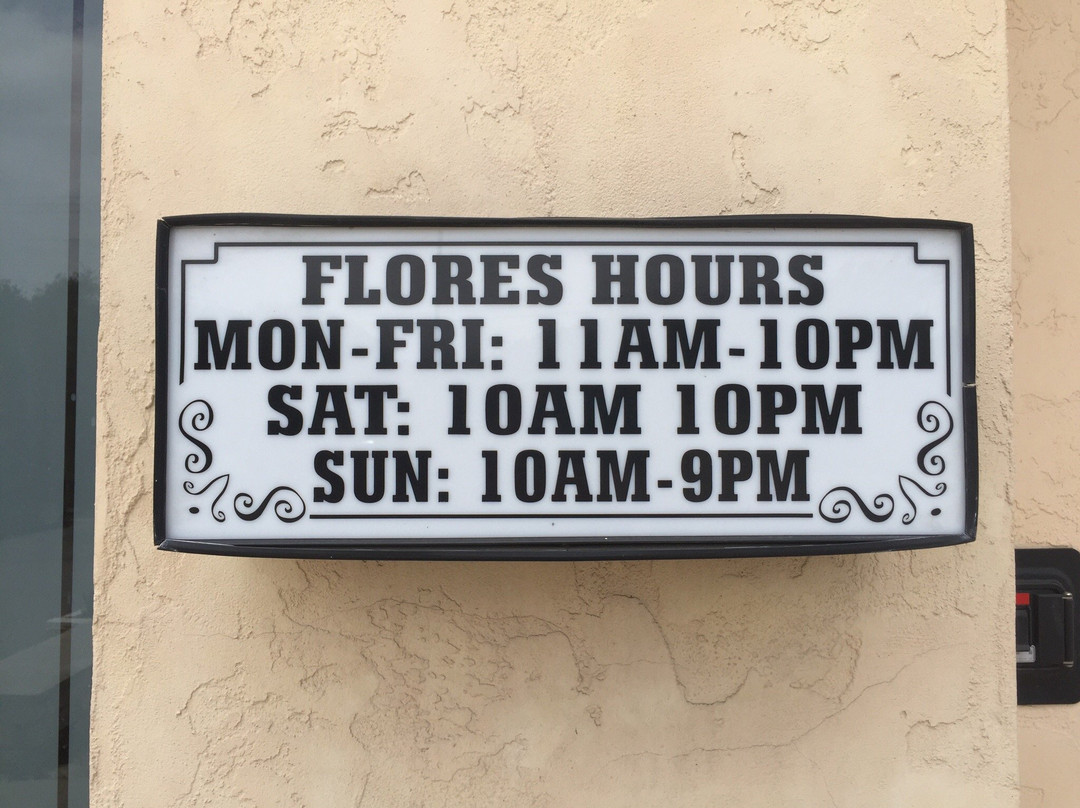 FLORES HOURS
MON-FRI: 11AM-10PM
SAT: 10AM 10PM
SUN: 10AM-9PM